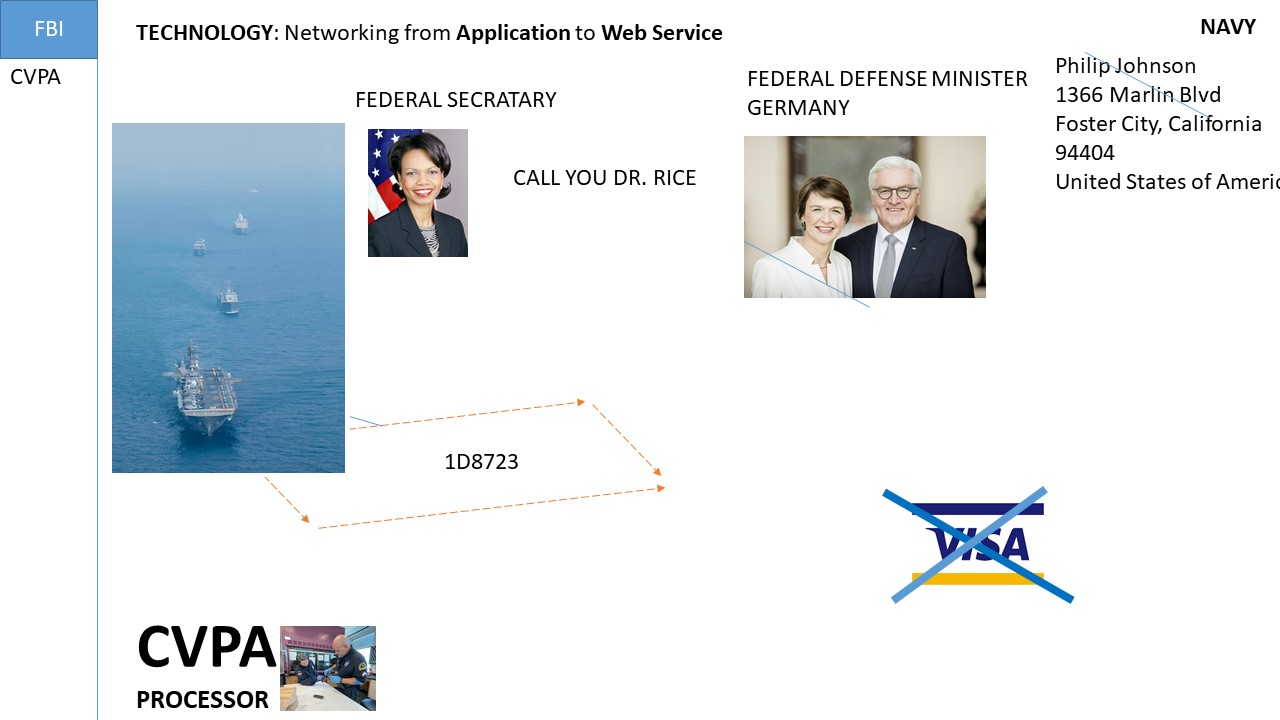 FBI
CVPA
TECHNOLOGY: Networking from Application to Web Service
NAVY
FEDERAL SECRATARY
CALL YOU DR. RICE
FEDERAL DEFENSE MINISTER
GERMANY
Philip Johnson
1366 Marlin Blvd
Foster City, California
94404
United States of Americ
1D8723
VISA
CVPA
PROCESSOR